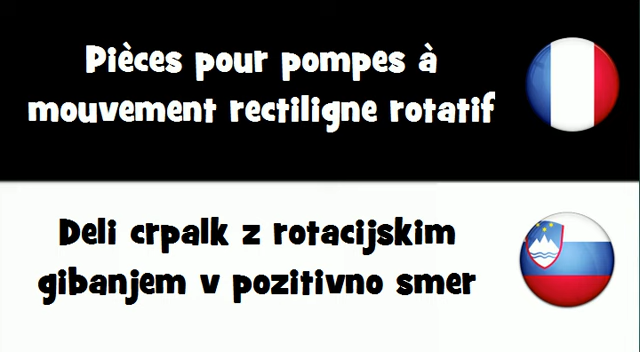 Pièces pour pompes à
mouvement rectiligne rotatif
Deli crpalk z rotacijskim
gibanjem v pozitivno smer